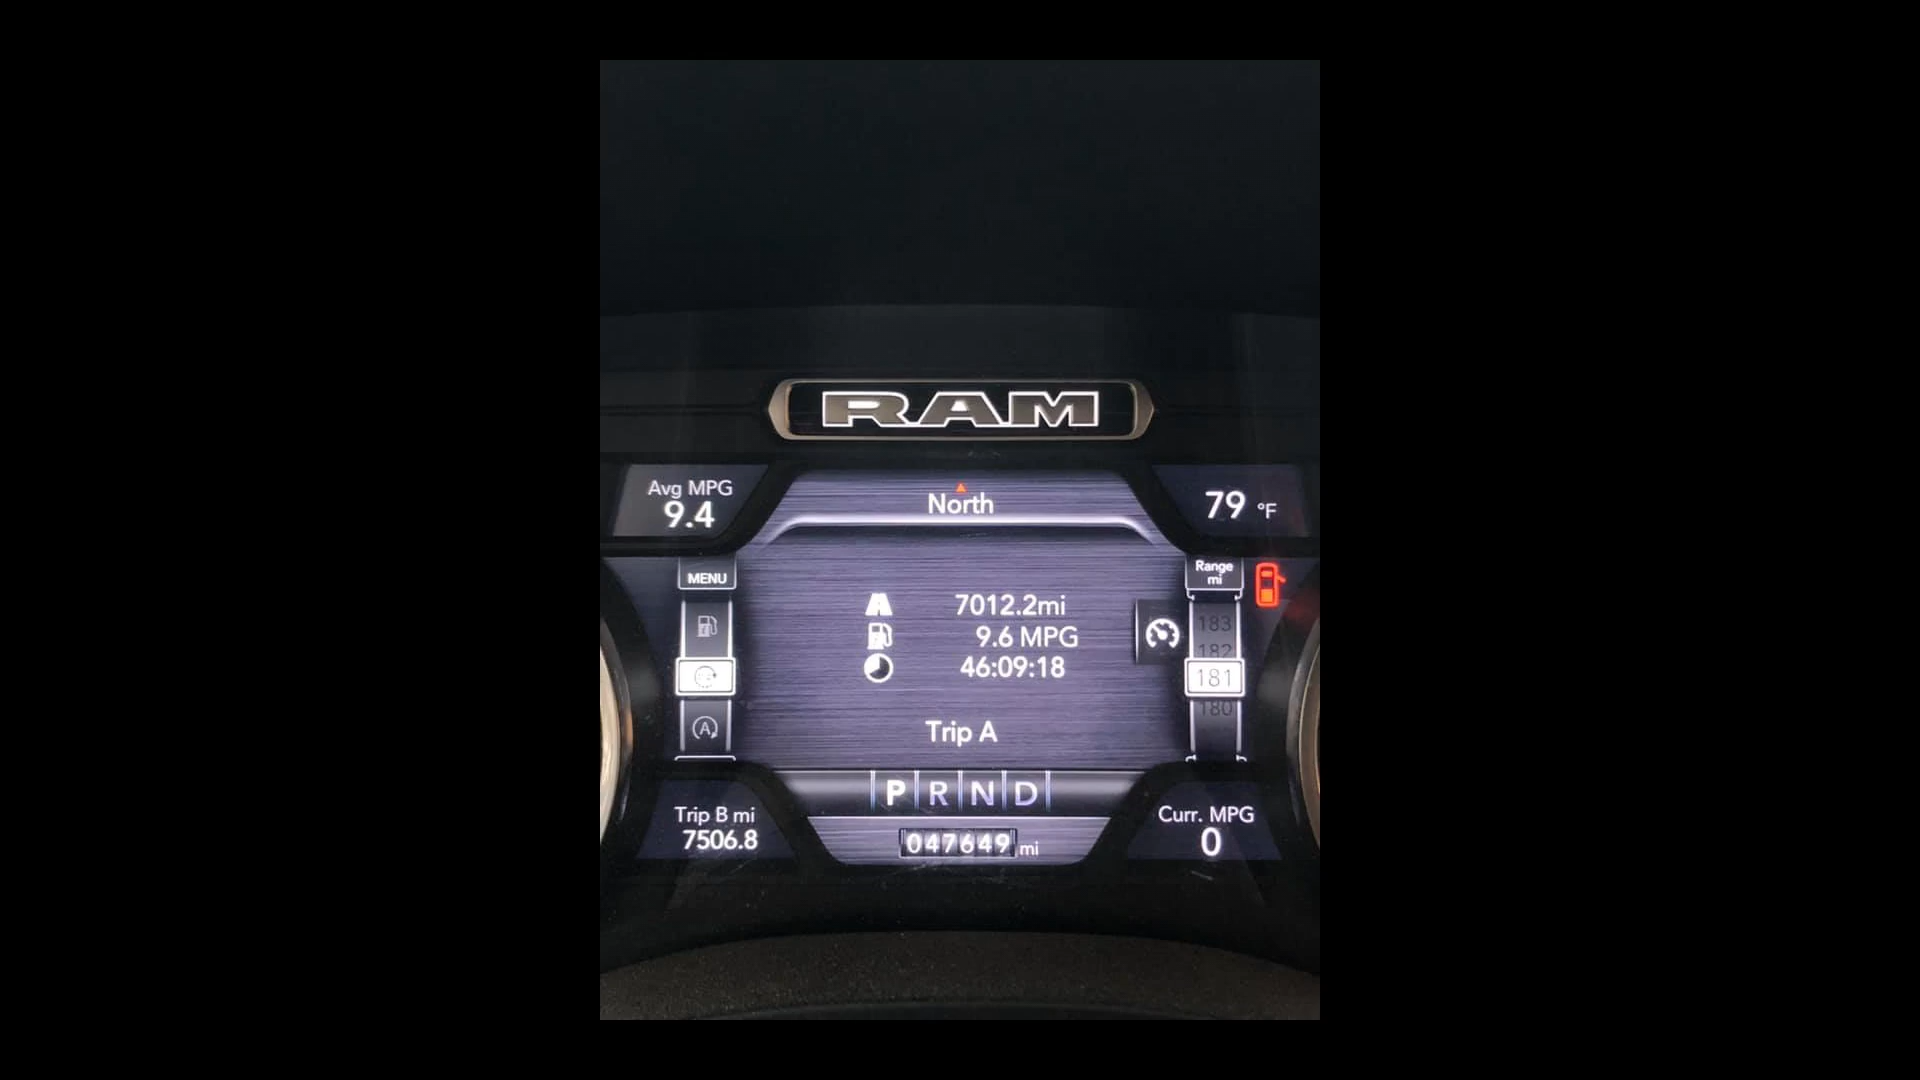 RAM
Avg MPG
9.4
North
79 °F
MENU
Range
mi
7012.2mi
9.6 MPG
46:09:18
183
182
181
180
A
Trip A
P R N D
Trip B mi
7506.8
047649 mi
Curr. MPG
0